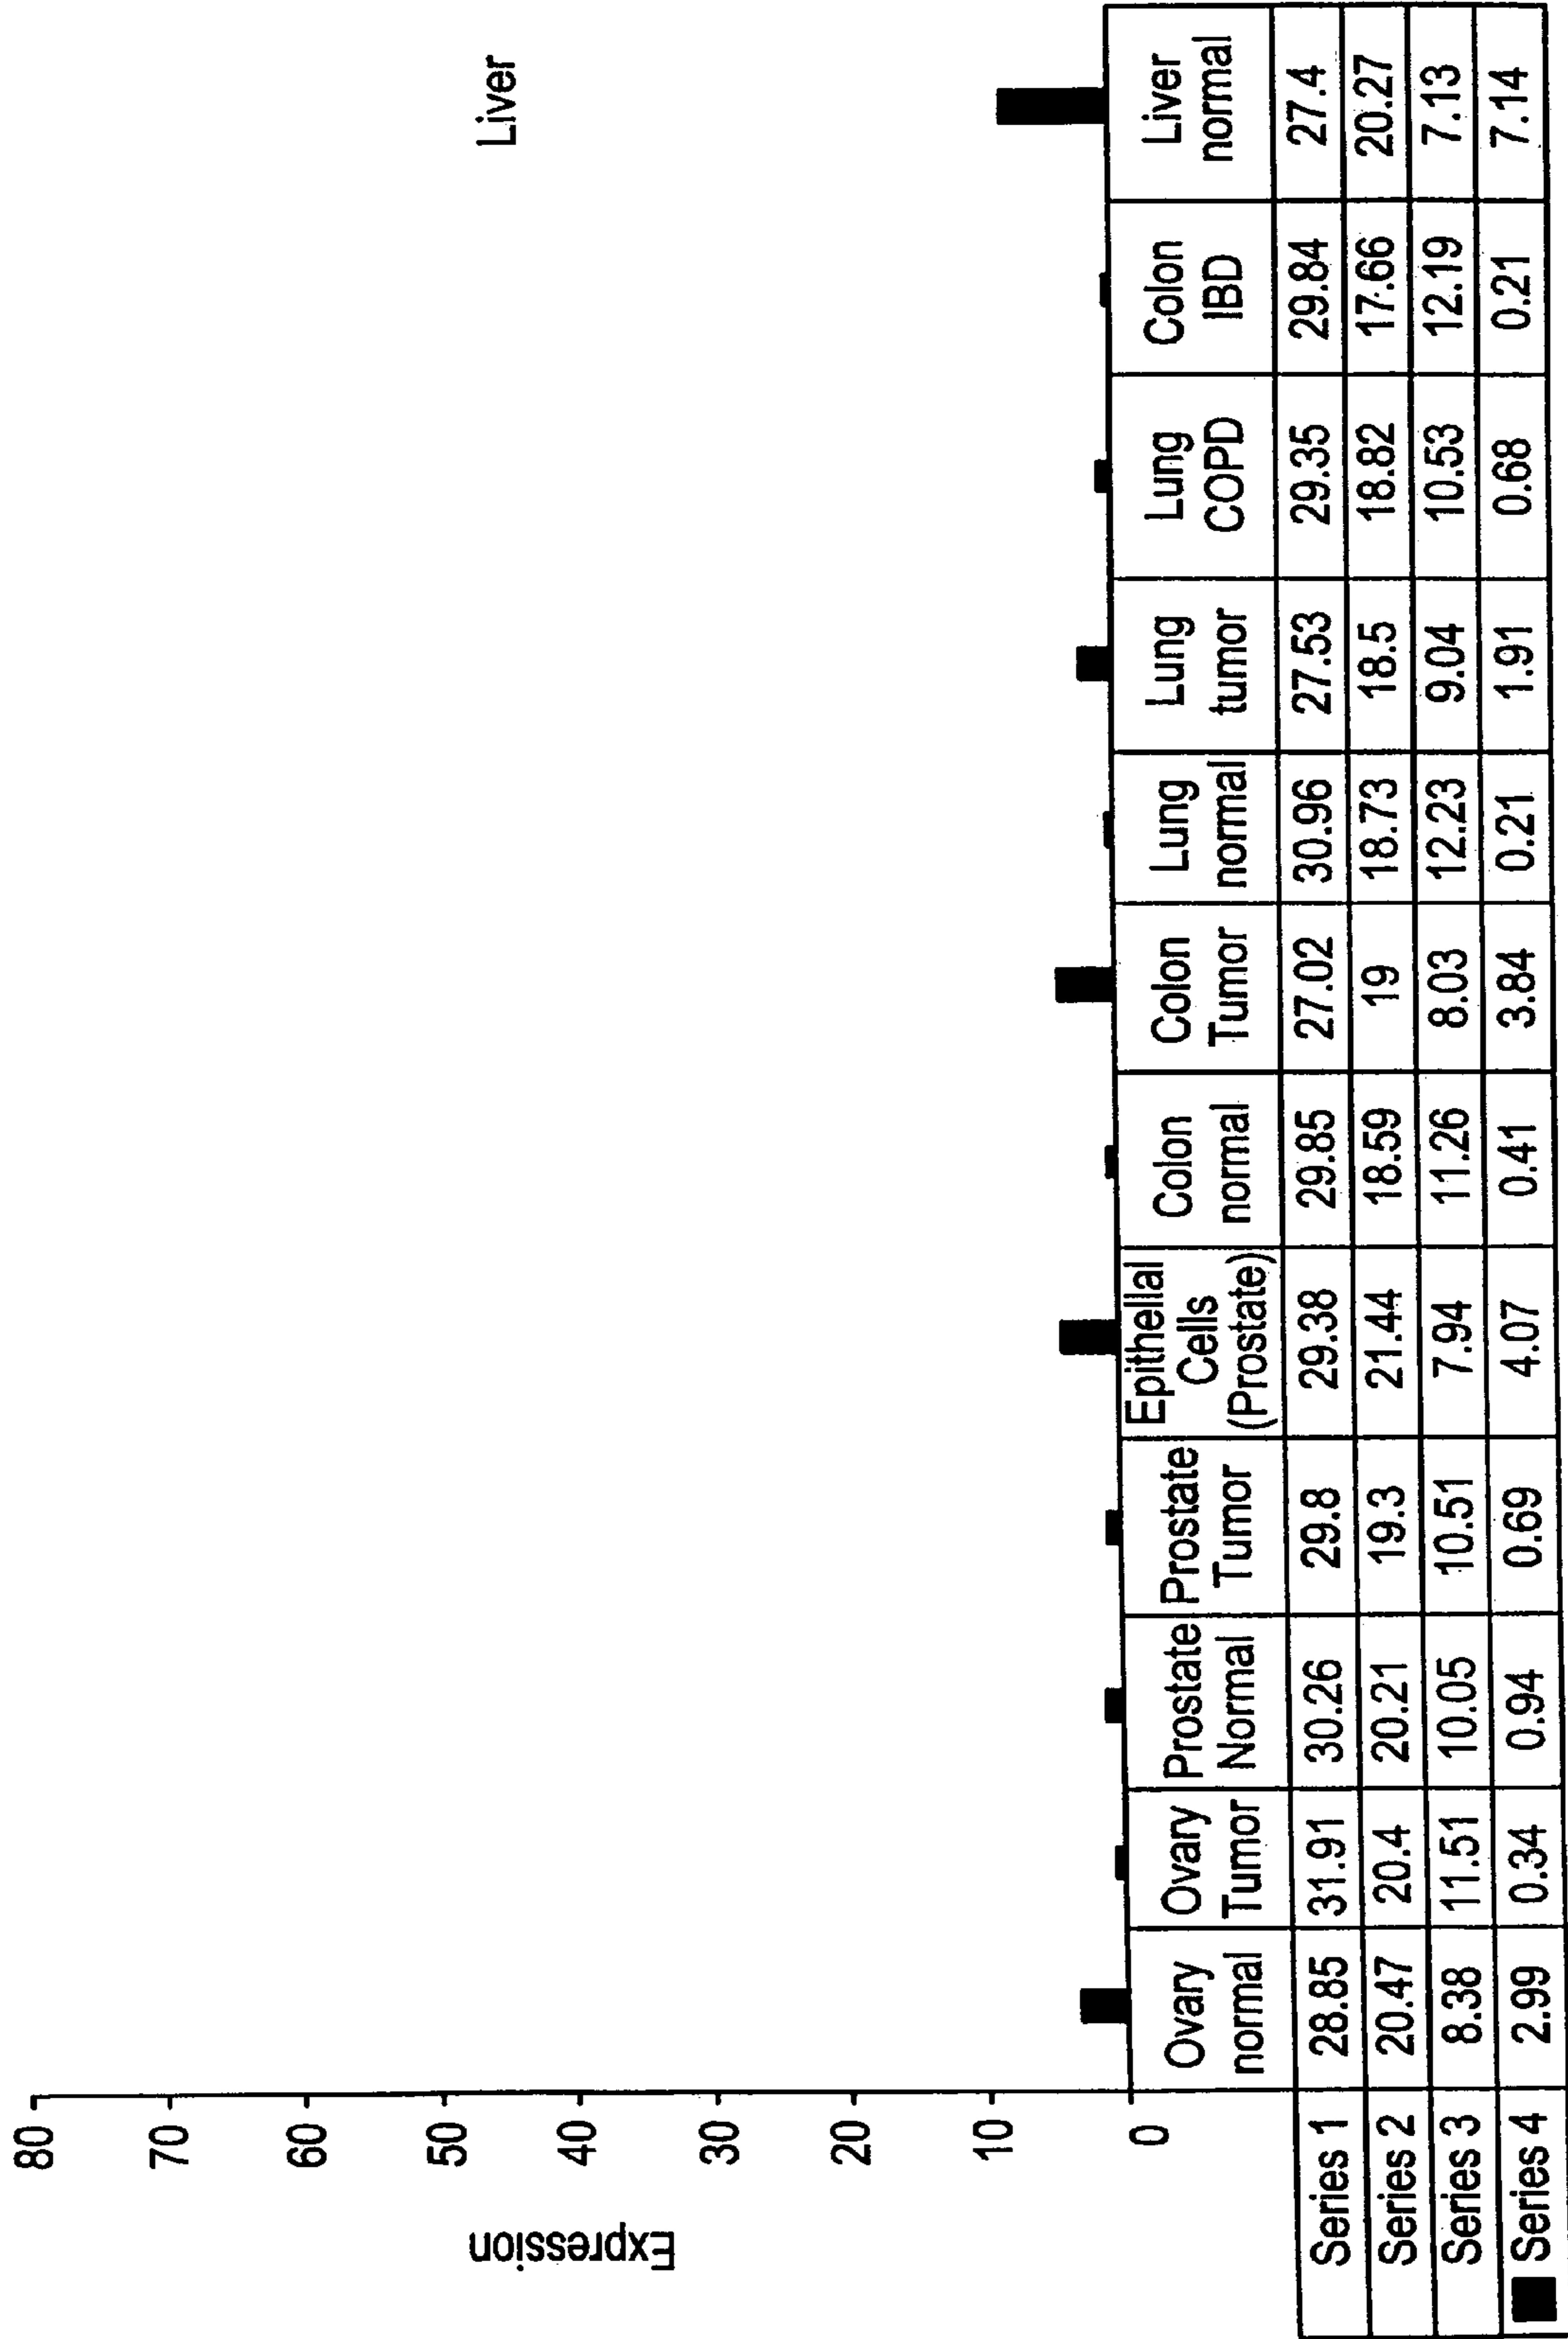 Expression
80
70
60
50
40
30
20
10
0
Liver
Ovary normal | Ovary Tumor | Prostate Normal | Prostate Tumor | Epithellal Cells (Prostate) | Colon normal | Colon Tumor | Lung normal | Lung tumor | Lung COPD | Colon IBD | Liver normal
Series 1 | 28.85 | 31.91 | 30.26 | 29.8 | 29.38 | 29.85 | 27.02 | 30.96 | 27.53 | 29.35 | 29.84 | 27.4
Series 2 | 20.47 | 20.4 | 20.21 | 19.3 | 21.44 | 18.59 | 19 | 18.73 | 18.5 | 18.82 | 17.66 | 20.27
Series 3 | 8.38 | 11.51 | 10.05 | 10.51 | 7.94 | 11.26 | 8.03 | 12.23 | 9.04 | 10.53 | 12.19 | 7.13
Series 4 | 2.99 | 0.34 | 0.94 | 0.69 | 4.07 | 0.41 | 3.84 | 0.21 | 1.91 | 0.68 | 0.21 | 7.14